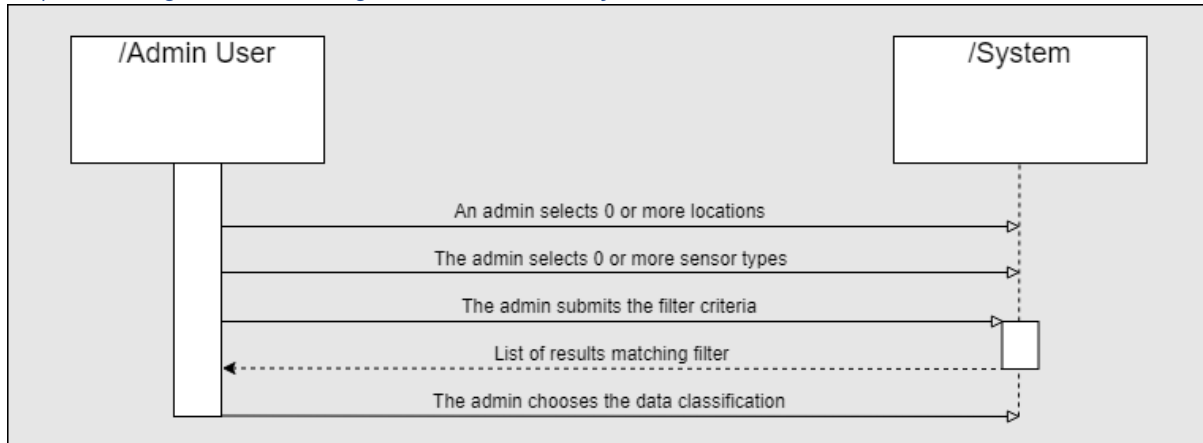 /Admin User
/System
An admin selects 0 or more locations
The admin selects 0 or more sensor types
The admin submits the filter criteria
List of results matching filter
The admin chooses the data classification